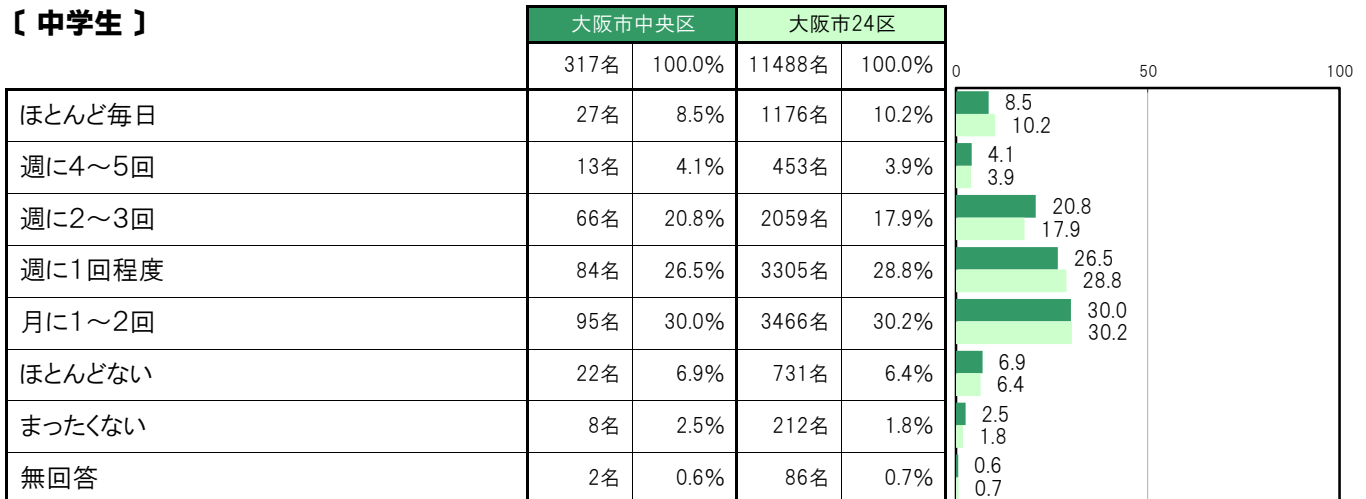 〔 中学生 〕
大阪市中央区 大阪市24区
317名 100.0% 11488名 100.0%
0 50 100
ほとんど毎日 27名 8.5% 1176名 10.2% 8.5
10.2
週に4～5回 13名 4.1% 453名 3.9% 4.1
3.9
週に2～3回 66名 20.8% 2059名 17.9% 20.8
17.9
週に1回程度 84名 26.5% 3305名 28.8% 26.5
28.8
月に1～2回 95名 30.0% 3466名 30.2% 30.0
30.2
ほとんどない 22名 6.9% 731名 6.4% 6.9
6.4
まったくない 8名 2.5% 212名 1.8% 2.5
1.8
無回答 2名 0.6% 86名 0.7% 0.6
0.7